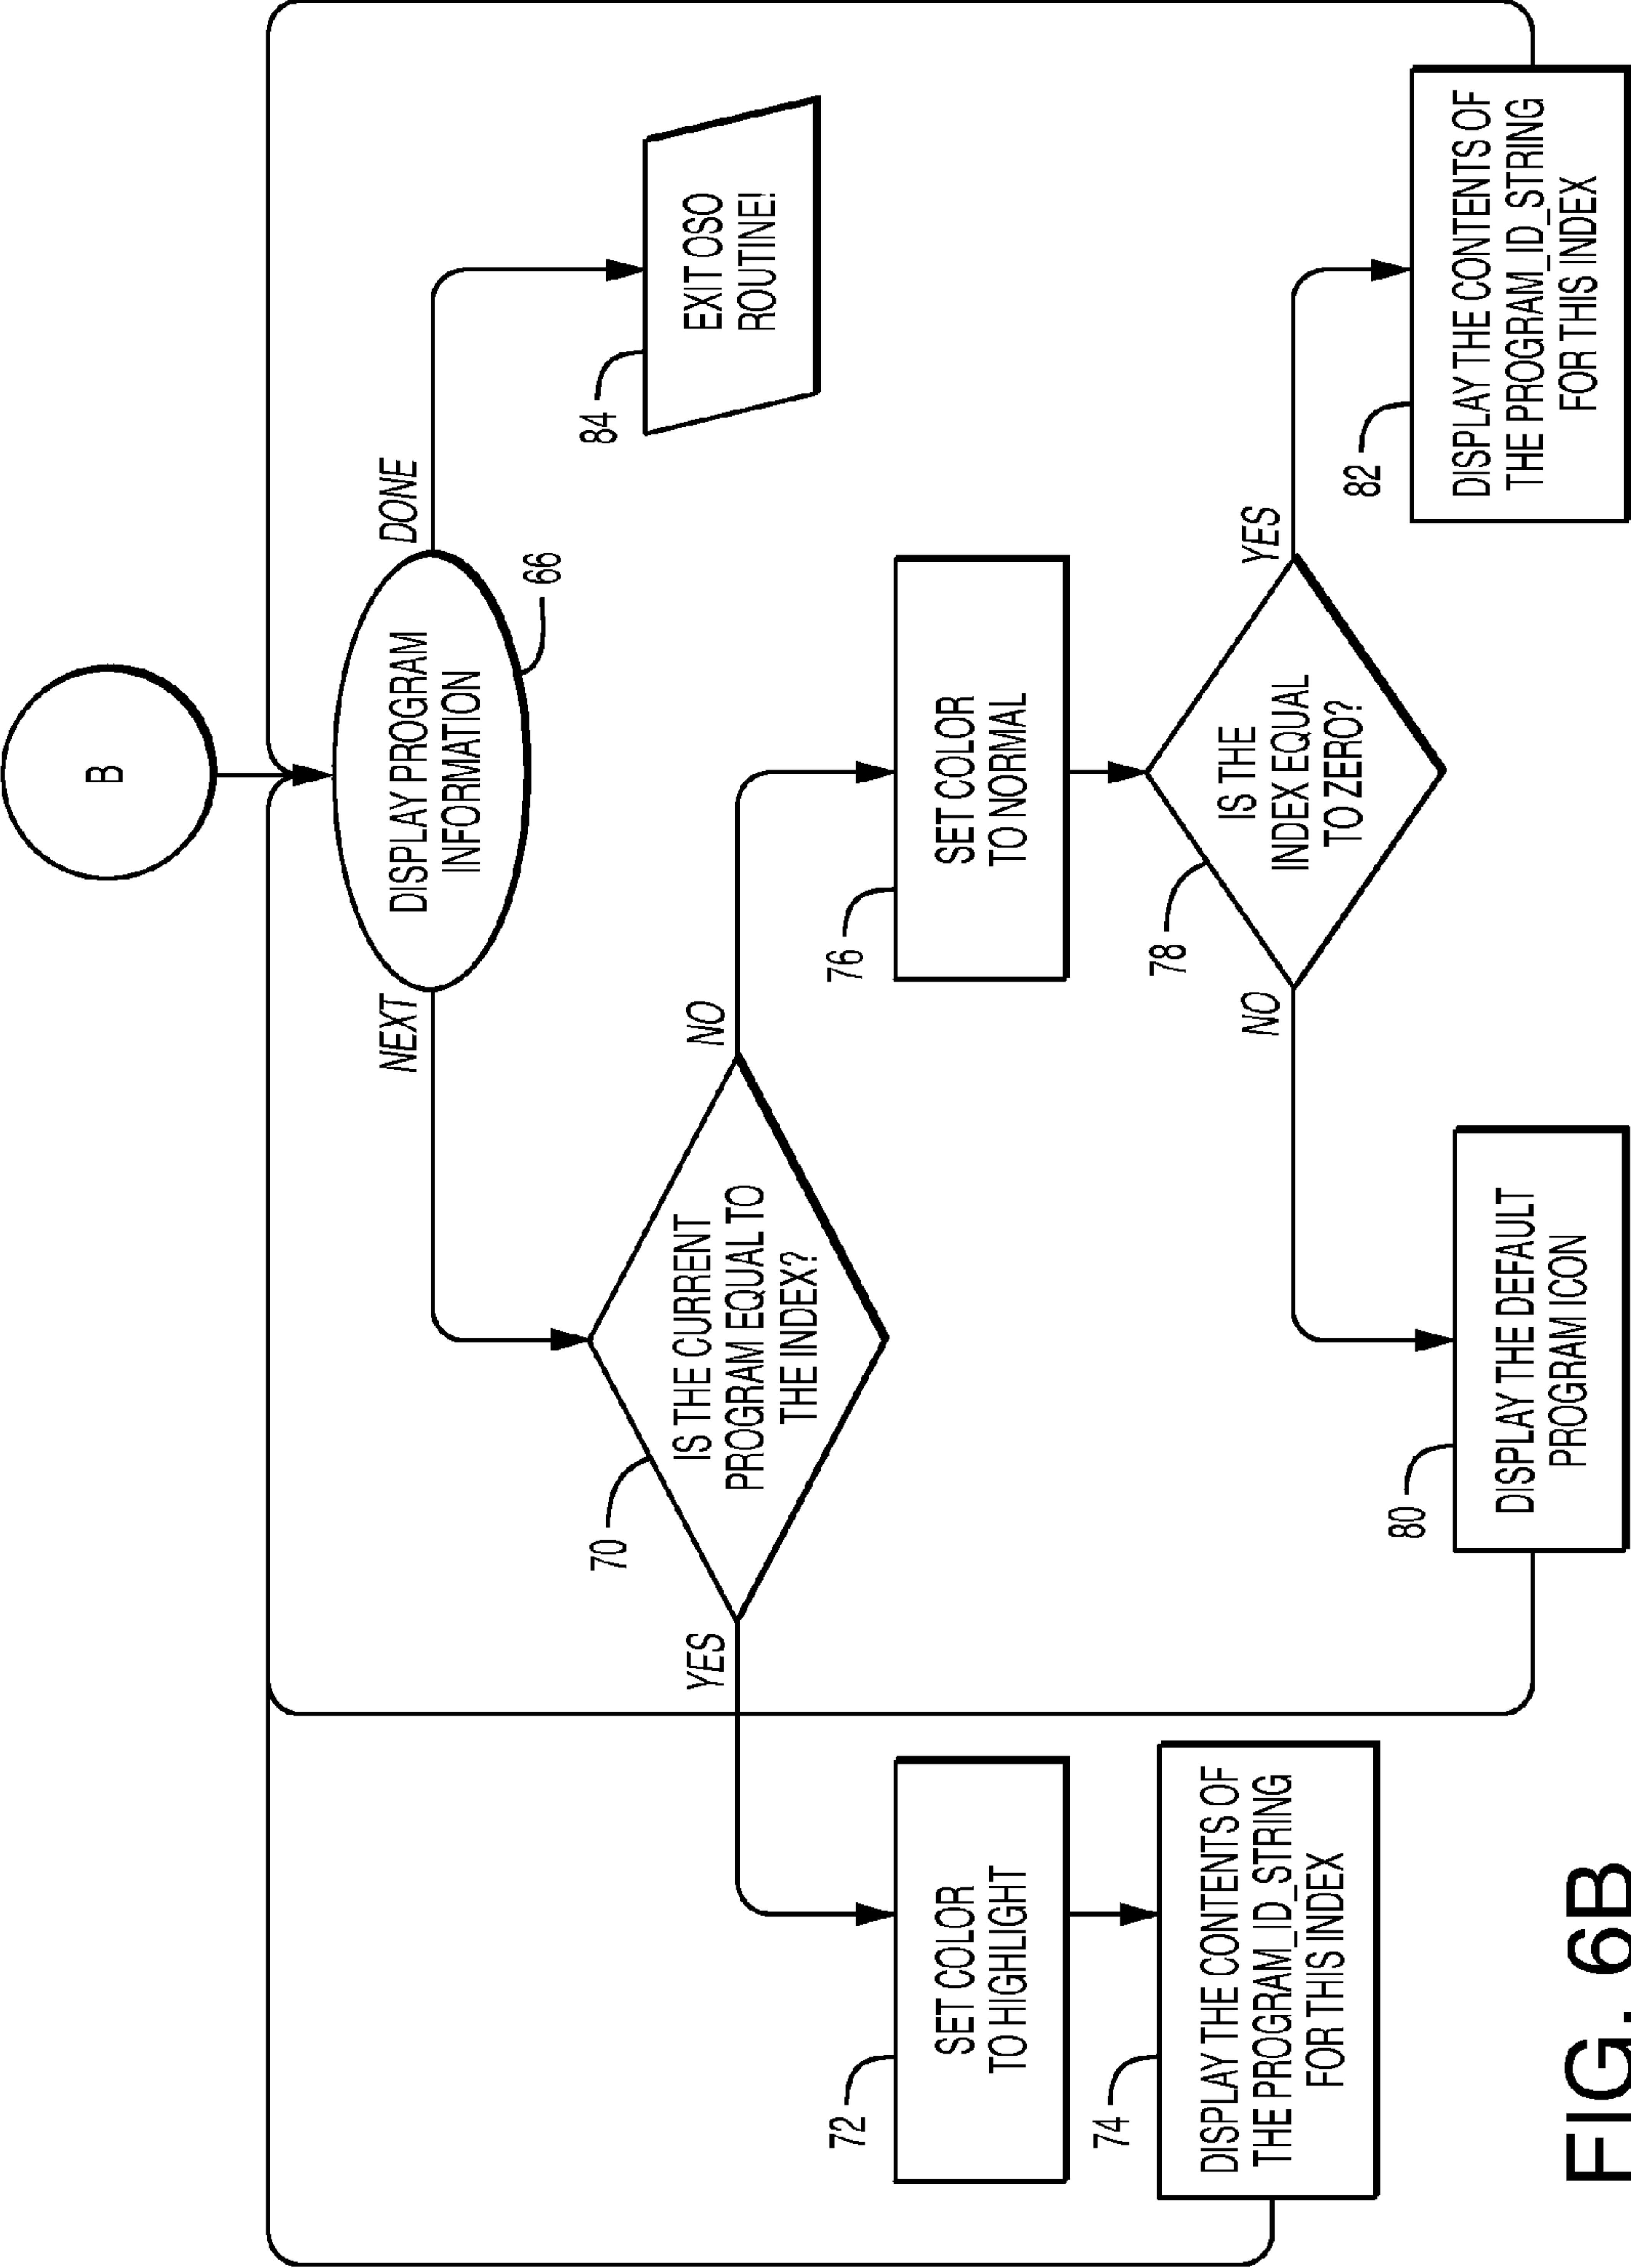 B
DISPLAY PROGRAM
INFORMATION
66
NEXT
DONE
84
EXIT OSO
ROUTINE!
70
IS THE CURRENT
PROGRAM EQUAL TO
THE INDEX?
YES
NO
72
SET COLOR
TO HIGHLIGHT
76
SET COLOR
TO NORMAL
74
DISPLAY THE CONTENTS OF
THE PROGRAM_ID_STRING
FOR THIS INDEX
78
IS THE
INDEX EQUAL
TO ZERO?
NO
YES
80
DISPLAY THE DEFAULT
PROGRAM ICON
82
DISPLAY THE CONTENTS OF
THE PROGRAM_ID_STRING
FOR THIS INDEX
FIG. 6B